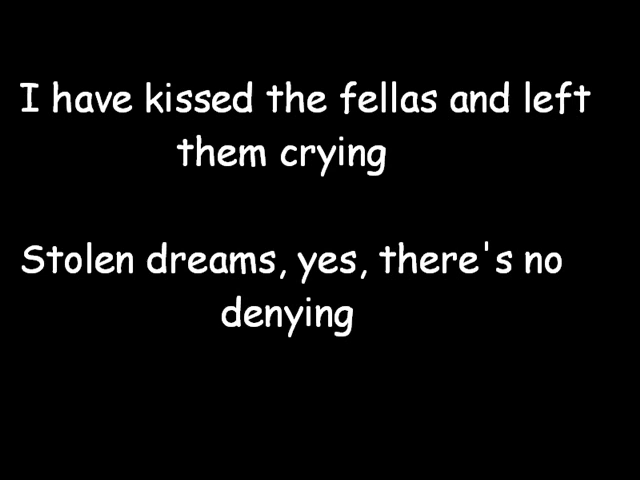 I have kissed the fellas and left
them crying
Stolen dreams, yes, there's no
denying